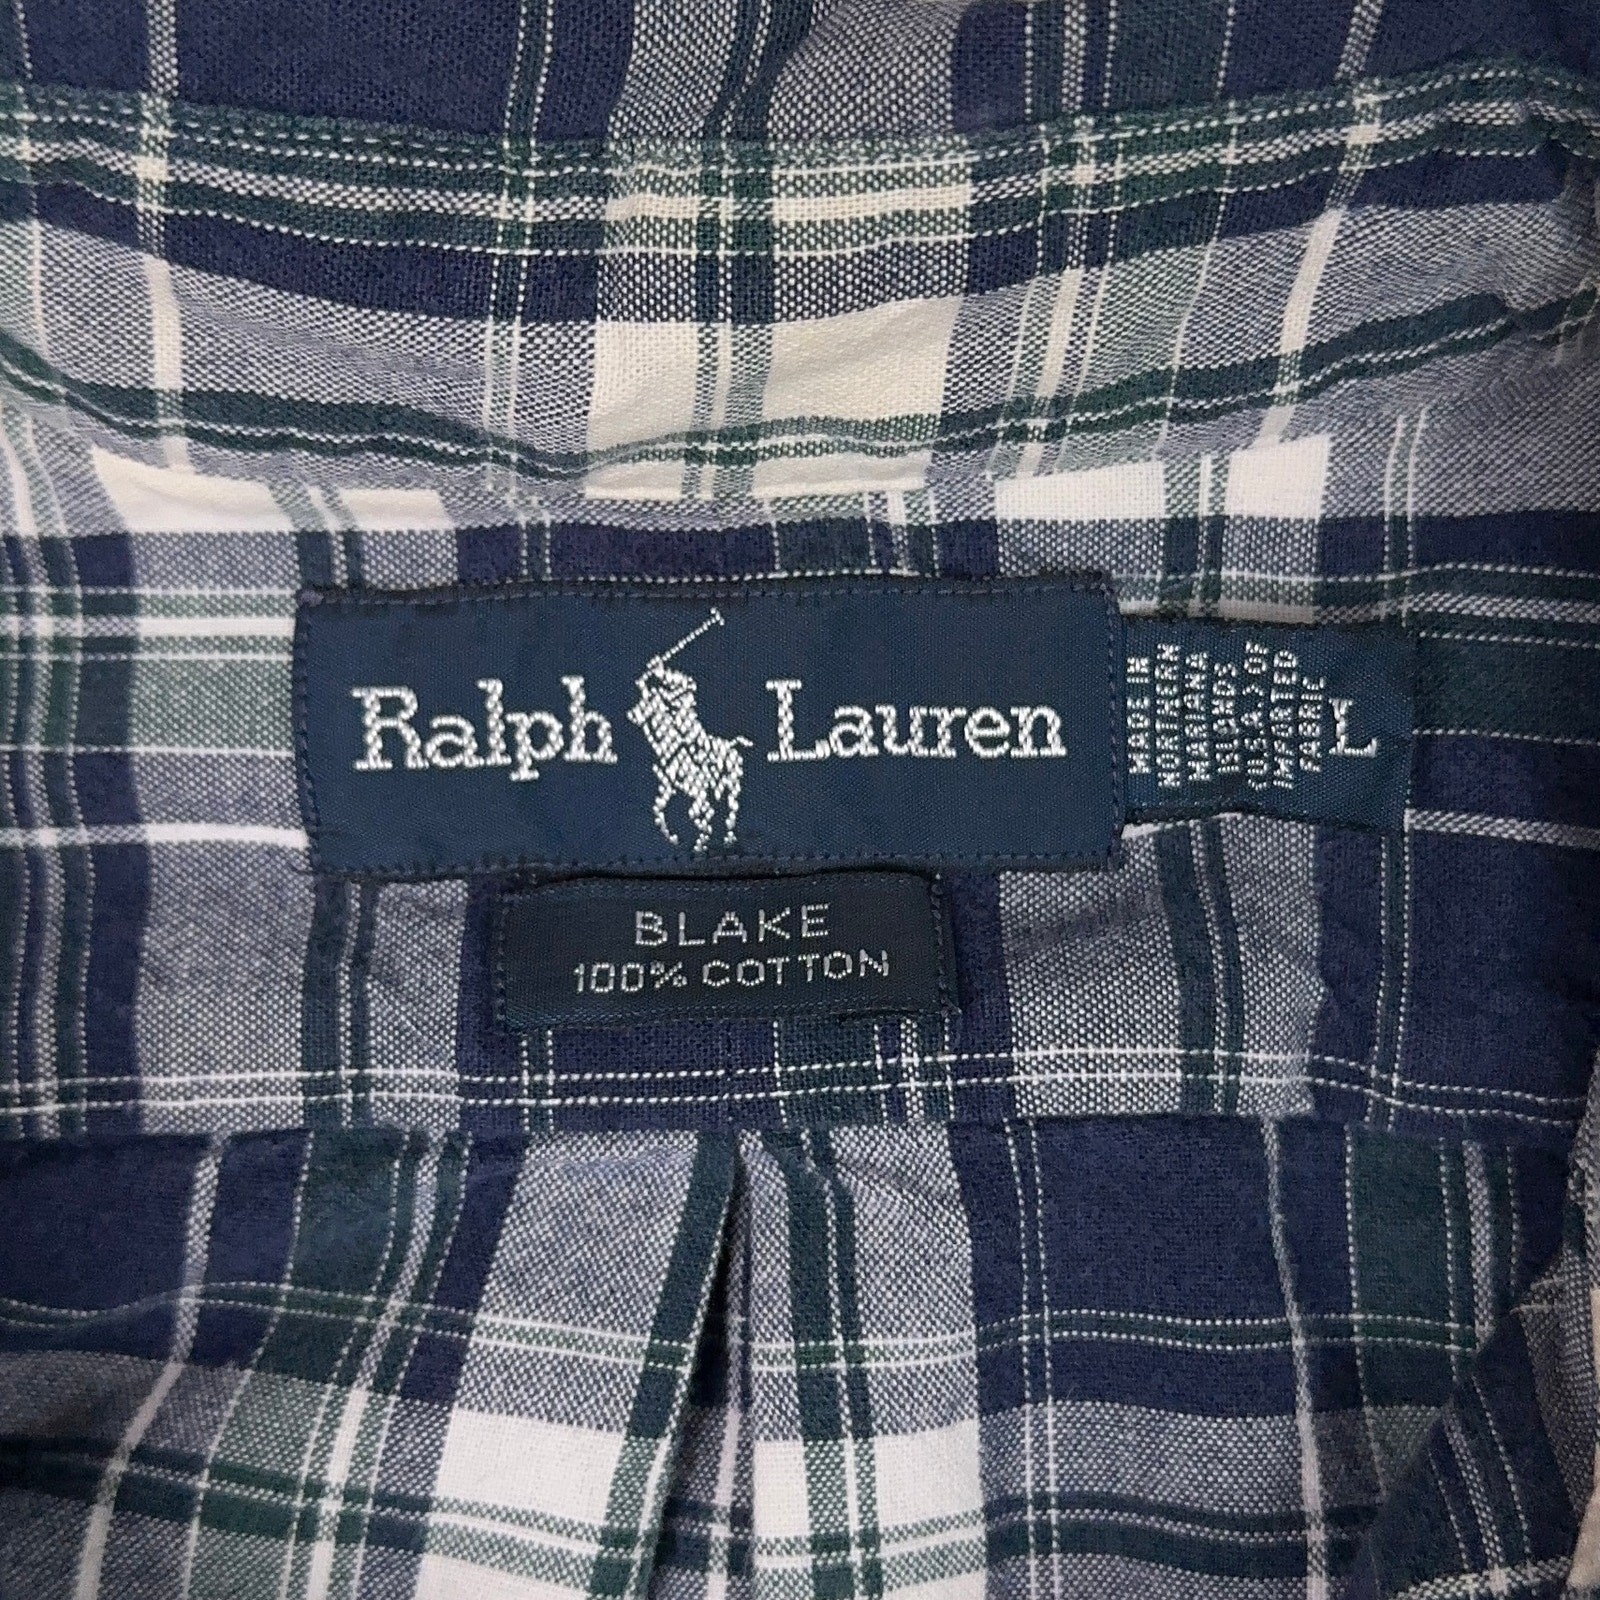 Ralph Lauren
MADE IN
NORTHERN
MARIANA
ISLANDS
(U.S.A.) OF
IMPORTED
FABRIC
L
BLAKE
100% COTTON